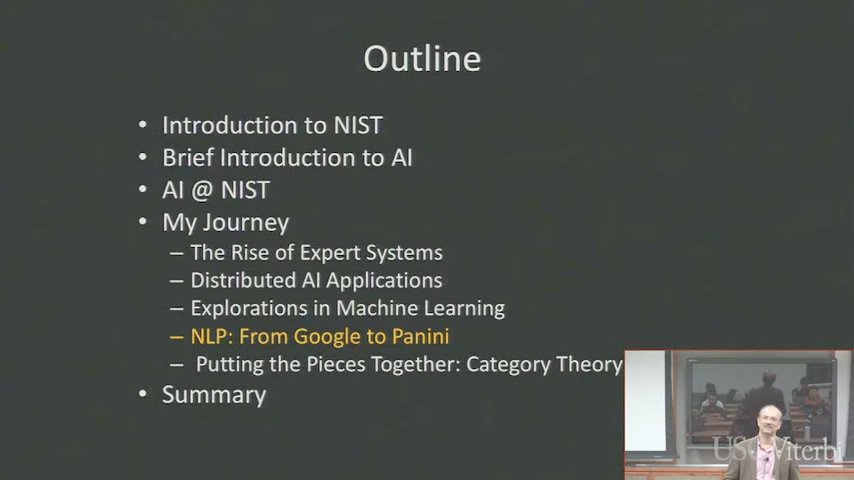 Outline
• Introduction to NIST
• Brief Introduction to AI
• AI @ NIST
• My Journey
– The Rise of Expert Systems
– Distributed AI Applications
– Explorations in Machine Learning
– NLP: From Google to Panini
– Putting the Pieces Together: Category Theory
• Summary
USC Viterbi